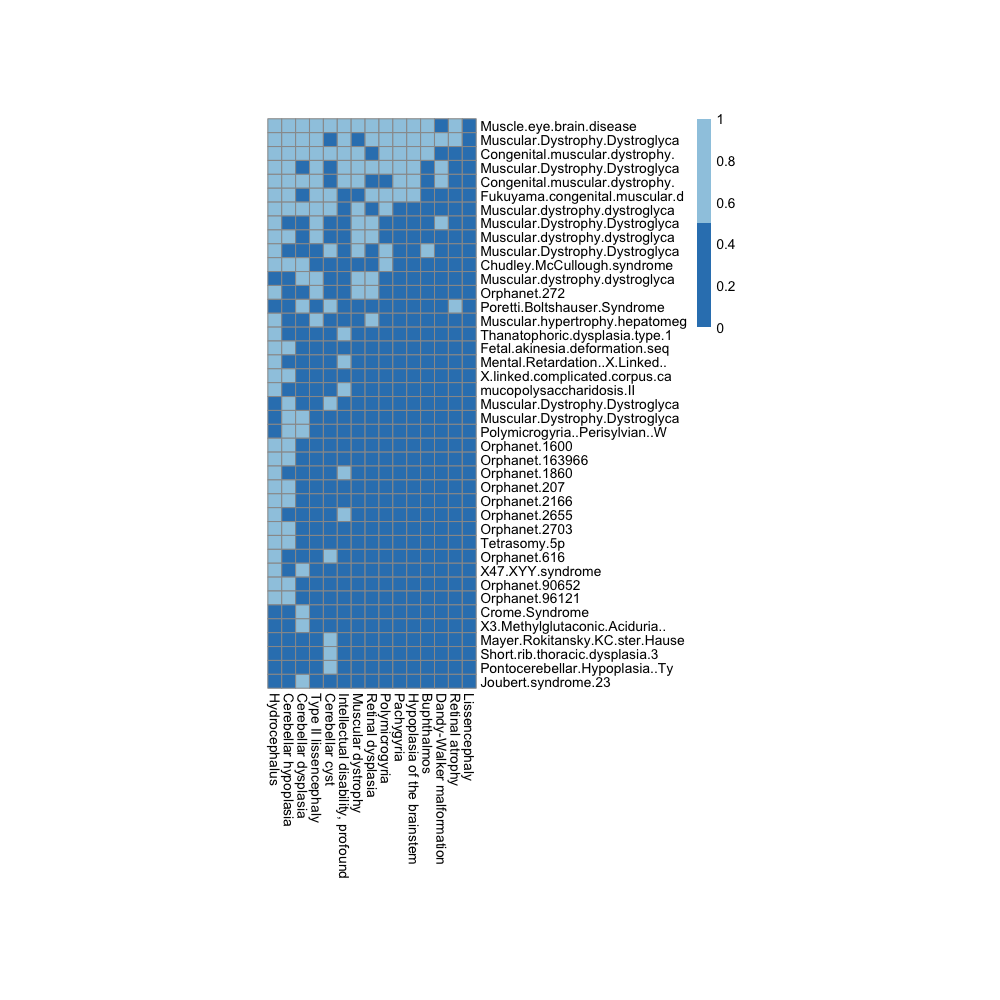 Muscle.eye.brain.disease
Muscular.Dystrophy.Dystroglyca
Congenital.muscular.dystrophy.
Muscular.Dystrophy.Dystroglyca
Congenital.muscular.dystrophy.
Fukuyama.congenital.muscular.d
Muscular.dystrophy.dystroglyca
Muscular.Dystrophy.Dystroglyca
Muscular.dystrophy.dystroglyca
Muscular.Dystrophy.Dystroglyca
Chudley.McCullough.syndrome
Muscular.dystrophy.dystroglyca
Orphanet.272
Poretti.Boltshauser.Syndrome
Muscular.hypertrophy.hepatomeg
Thanatophoric.dysplasia.type.1
Fetal.akinesia.deformation.seq
Mental.Retardation..X.Linked..
X.linked.complicated.corpus.ca
mucopolysaccharidosis.II
Muscular.Dystrophy.Dystroglyca
Muscular.Dystrophy.Dystroglyca
Polymicrogyria..Perisylvian..W
Orphanet.1600
Orphanet.163966
Orphanet.1860
Orphanet.207
Orphanet.2166
Orphanet.2655
Orphanet.2703
Tetrasomy.5p
Orphanet.616
X47.XYY.syndrome
Orphanet.90652
Orphanet.96121
Crome.Syndrome
X3.Methylglutaconic.Aciduria..
Mayer.Rokitansky.KC.ster.Hause
Short.rib.thoracic.dysplasia.3
Pontocerebellar.Hypoplasia..Ty
Joubert.syndrome.23
1
0.8
0.6
0.4
0.2
0
Hydrocephalus
Cerebellar hypoplasia
Cerebellar dysplasia
Type II lissencephaly
Cerebellar cyst
Intellectual disability, profound
Muscular dystrophy
Retinal dysplasia
Polymicrogyria
Pachygyria
Hypoplasia of the brainstem
Buphthalmos
Dandy-Walker malformation
Retinal atrophy
Lissencephaly